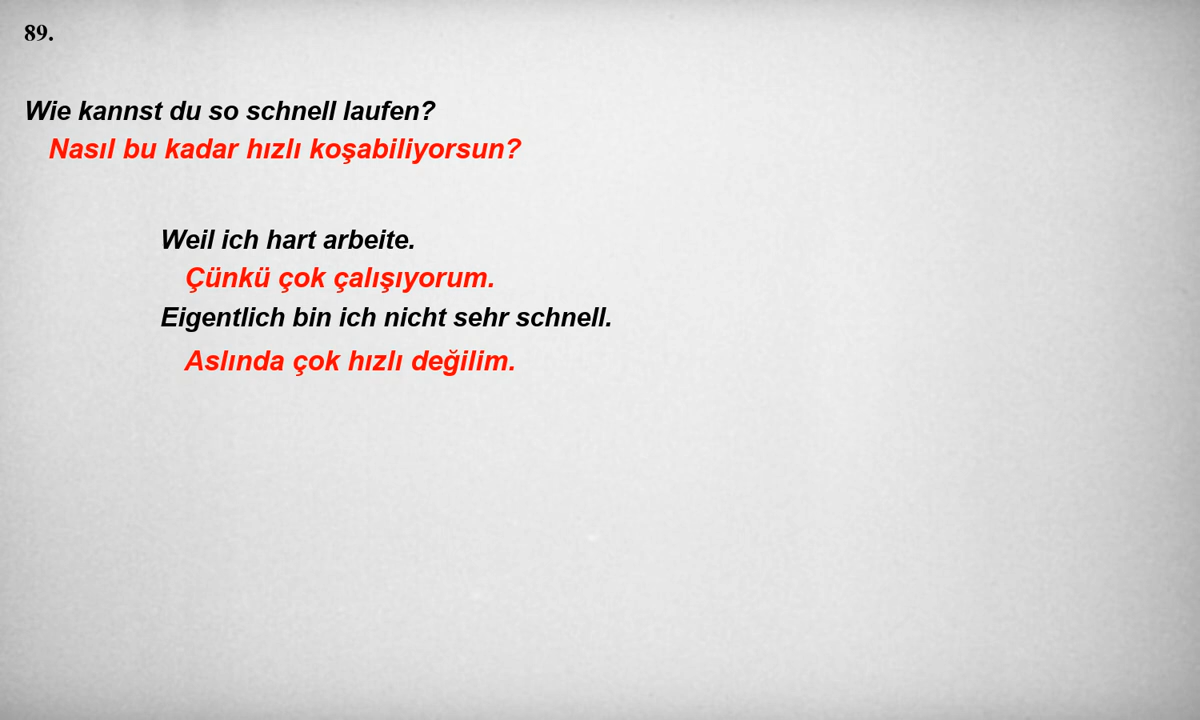 89.
Wie kannst du so schnell laufen?
Nasıl bu kadar hızlı koşabiliyorsun?
Weil ich hart arbeite.
Çünkü çok çalışıyorum.
Eigentlich bin ich nicht sehr schnell.
Aslında çok hızlı değilim.